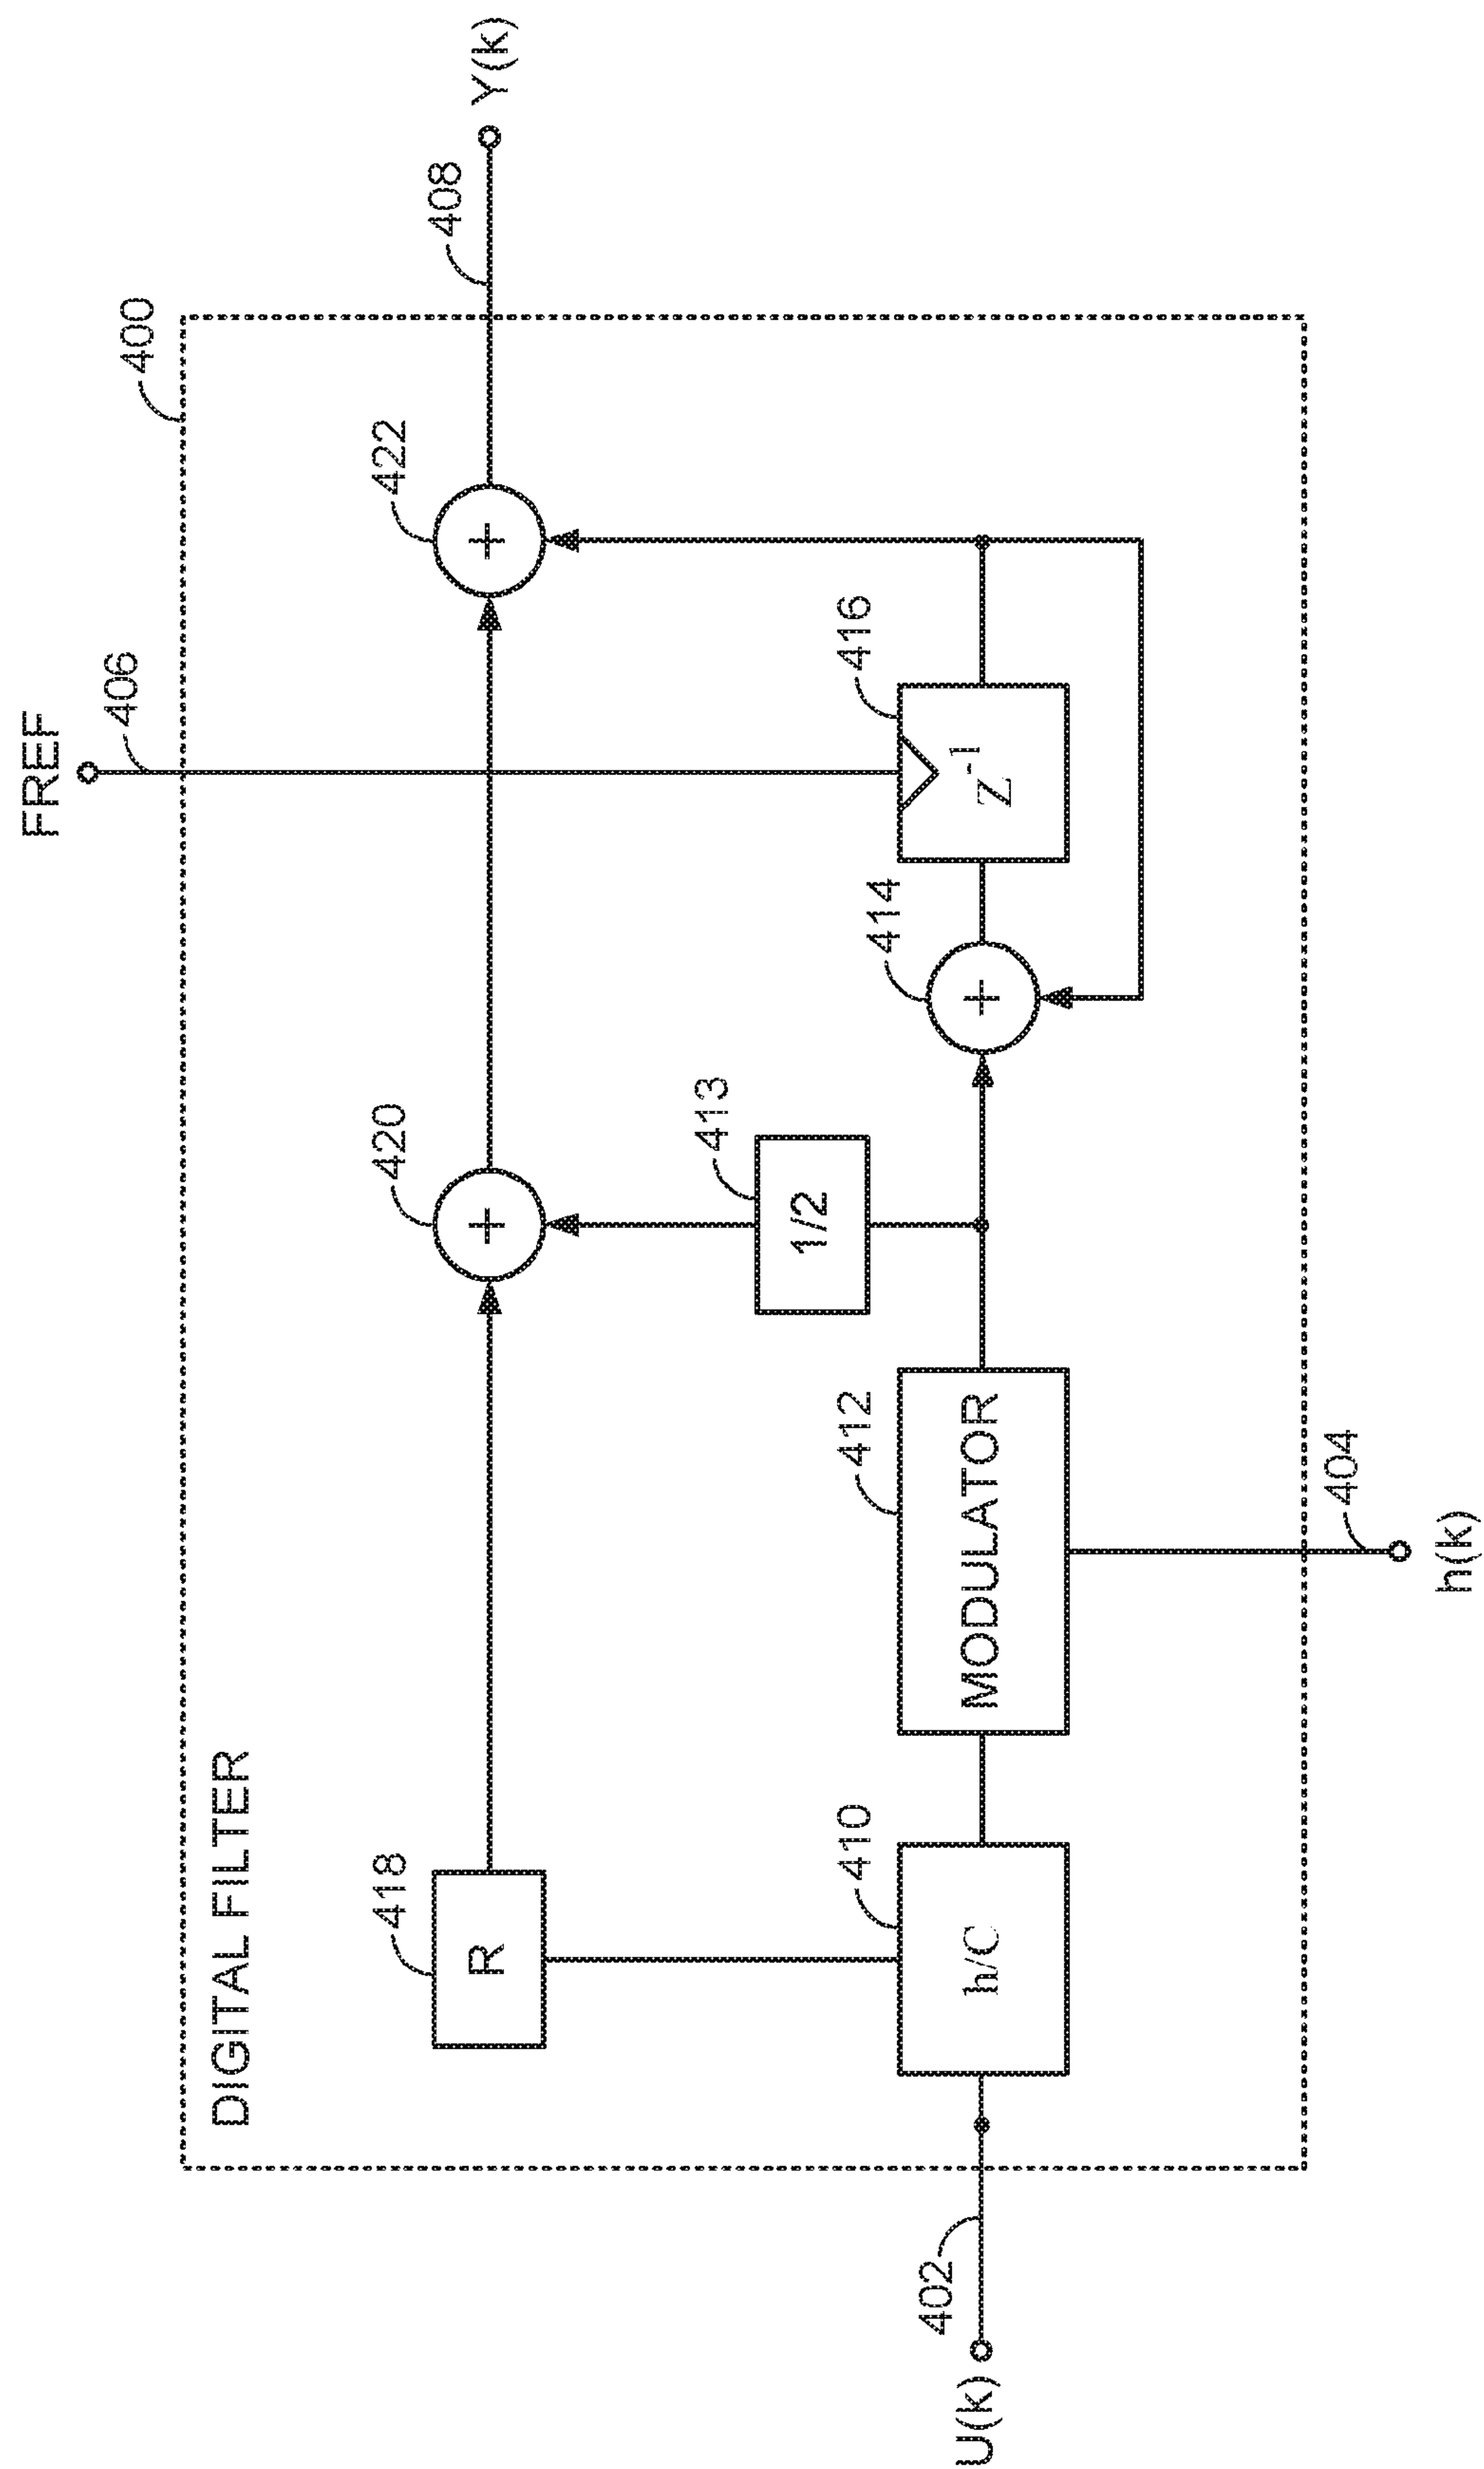 FREF
406
400
DIGITAL FILTER
418
R
420
+
422
+
408
Y(k)
413
1/2
402
U(k)
410
h/C
412
MODULATOR
414
+
416
Z⁻¹
404
h(k)